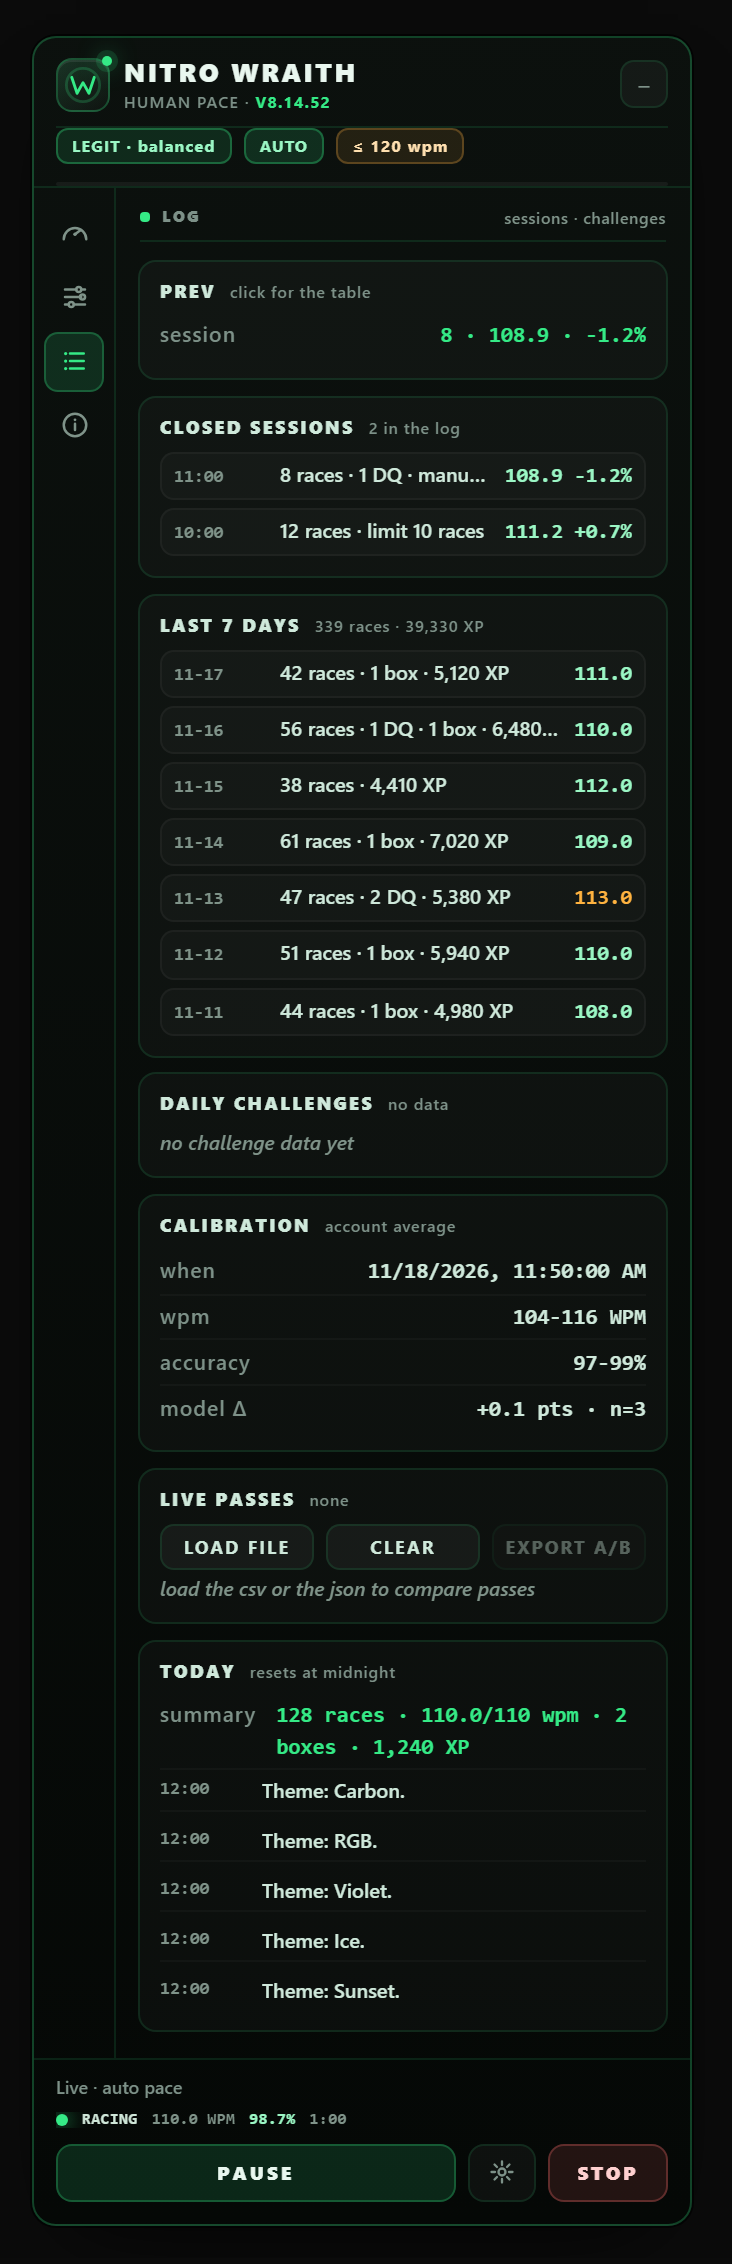 NITRO WRAITH
HUMAN PACE · V8.14.52
–
LEGIT · balanced
AUTO
≤ 120 wpm
LOG
sessions · challenges
PREV click for the table
session 8 · 108.9 · -1.2%
CLOSED SESSIONS 2 in the log
11:00 8 races · 1 DQ · manu... 108.9 -1.2%
10:00 12 races · limit 10 races 111.2 +0.7%
LAST 7 DAYS 339 races · 39,330 XP
11-17 42 races · 1 box · 5,120 XP 111.0
11-16 56 races · 1 DQ · 1 box · 6,480... 110.0
11-15 38 races · 4,410 XP 112.0
11-14 61 races · 1 box · 7,020 XP 109.0
11-13 47 races · 2 DQ · 5,380 XP 113.0
11-12 51 races · 1 box · 5,940 XP 110.0
11-11 44 races · 1 box · 4,980 XP 108.0
DAILY CHALLENGES no data
no challenge data yet
CALIBRATION account average
when 11/18/2026, 11:50:00 AM
wpm 104-116 WPM
accuracy 97-99%
model Δ +0.1 pts · n=3
LIVE PASSES none
LOAD FILE CLEAR EXPORT A/B
load the csv or the json to compare passes
TODAY resets at midnight
summary 128 races · 110.0/110 wpm · 2
boxes · 1,240 XP
12:00 Theme: Carbon.
12:00 Theme: RGB.
12:00 Theme: Violet.
12:00 Theme: Ice.
12:00 Theme: Sunset.
Live · auto pace
RACING 110.0 WPM 98.7% 1:00
PAUSE STOP